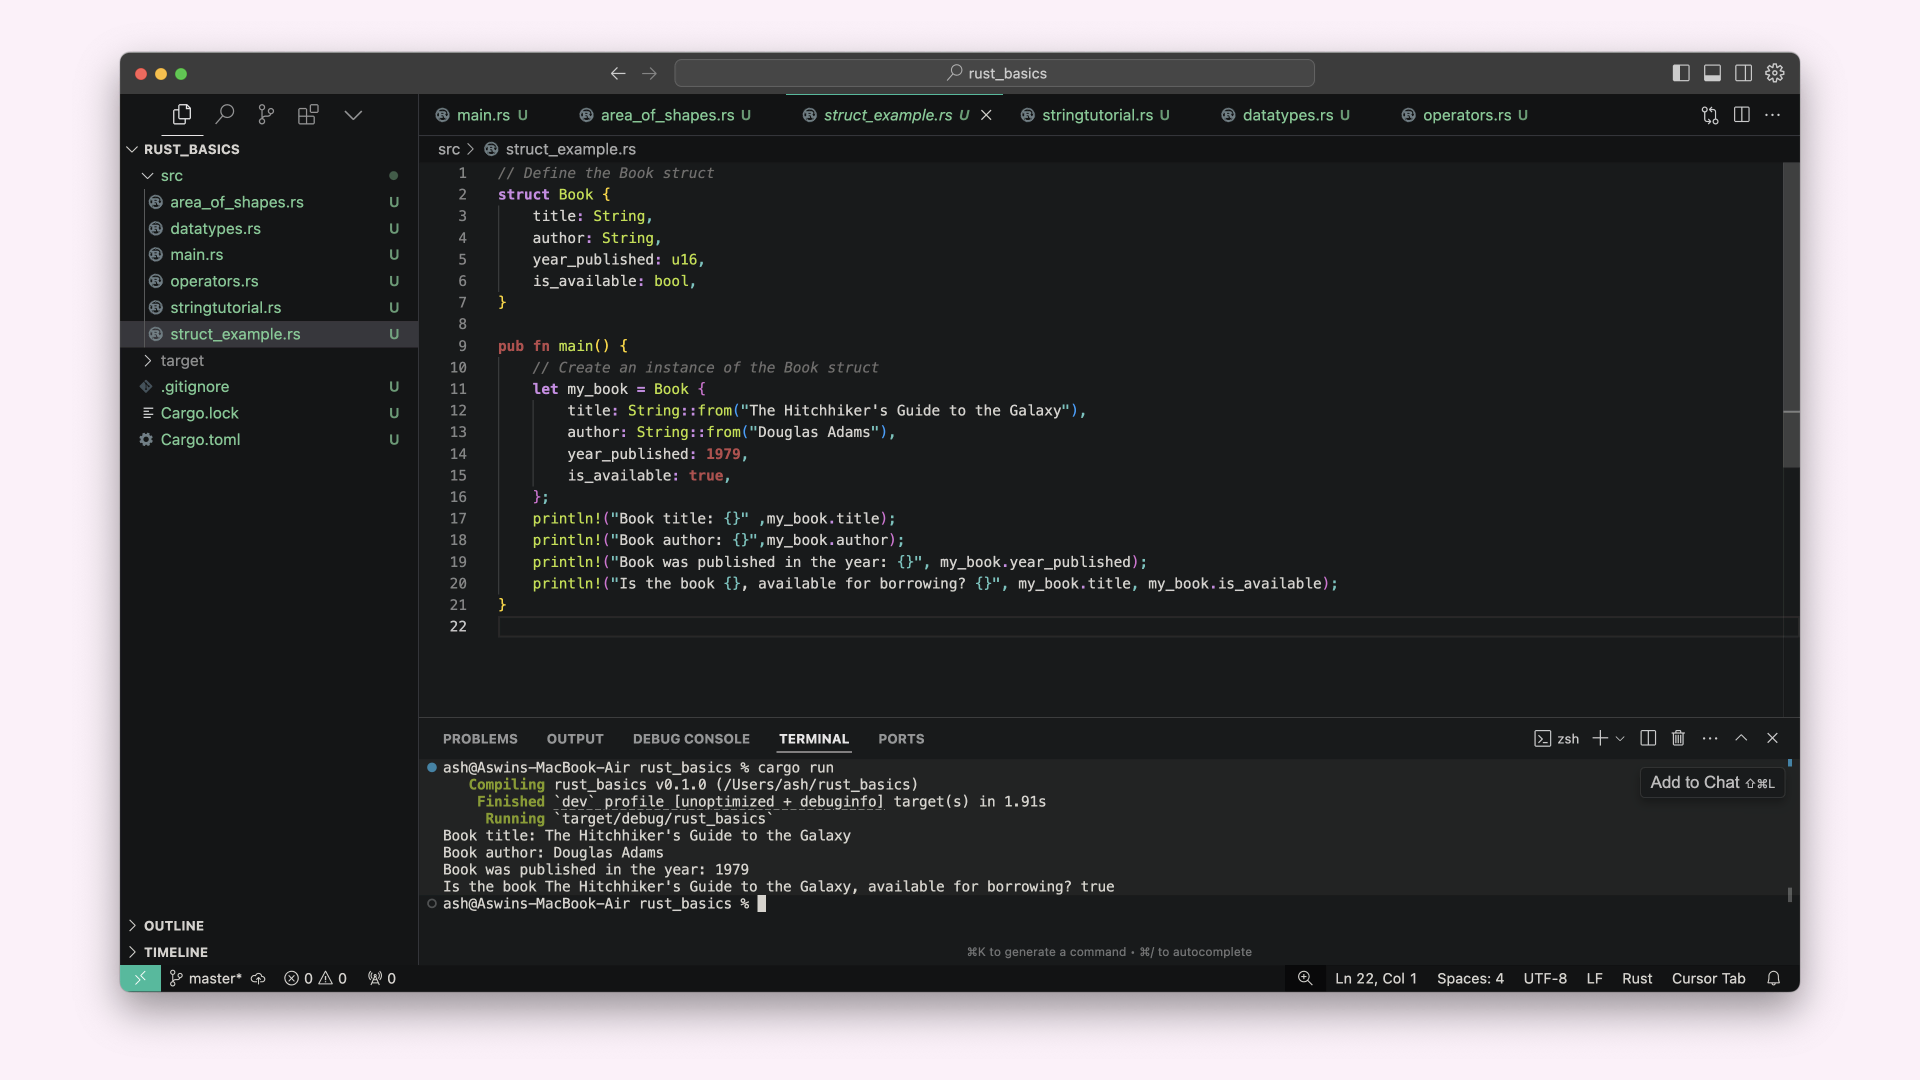 rust_basics
main.rs U area_of_shapes.rs U struct_example.rs U stringtutorial.rs U datatypes.rs U operators.rs U
RUST_BASICS
src
area_of_shapes.rs U
datatypes.rs U
main.rs U
operators.rs U
stringtutorial.rs U
struct_example.rs U
target
.gitignore U
Cargo.lock U
Cargo.toml U
OUTLINE
TIMELINE
src > struct_example.rs
1 // Define the Book struct
2 struct Book {
3     title: String,
4     author: String,
5     year_published: u16,
6     is_available: bool,
7 }
8
9 pub fn main() {
10     // Create an instance of the Book struct
11     let my_book = Book {
12         title: String::from("The Hitchhiker's Guide to the Galaxy"),
13         author: String::from("Douglas Adams"),
14         year_published: 1979,
15         is_available: true,
16     };
17     println!("Book title: {}" ,my_book.title);
18     println!("Book author: {}",my_book.author);
19     println!("Book was published in the year: {}", my_book.year_published);
20     println!("Is the book {}, available for borrowing? {}", my_book.title, my_book.is_available);
21 }
22
PROBLEMS OUTPUT DEBUG CONSOLE TERMINAL PORTS zsh
ash@Aswins-MacBook-Air rust_basics % cargo run
Compiling rust_basics v0.1.0 (/Users/ash/rust_basics)
Finished `dev` profile [unoptimized + debuginfo] target(s) in 1.91s
Running `target/debug/rust_basics`
Book title: The Hitchhiker's Guide to the Galaxy
Book author: Douglas Adams
Book was published in the year: 1979
Is the book The Hitchhiker's Guide to the Galaxy, available for borrowing? true
ash@Aswins-MacBook-Air rust_basics %
Add to Chat ⇧⌘L
⌘K to generate a command • ⌘/ to autocomplete
master* 0 0 0 Ln 22, Col 1 Spaces: 4 UTF-8 LF Rust Cursor Tab